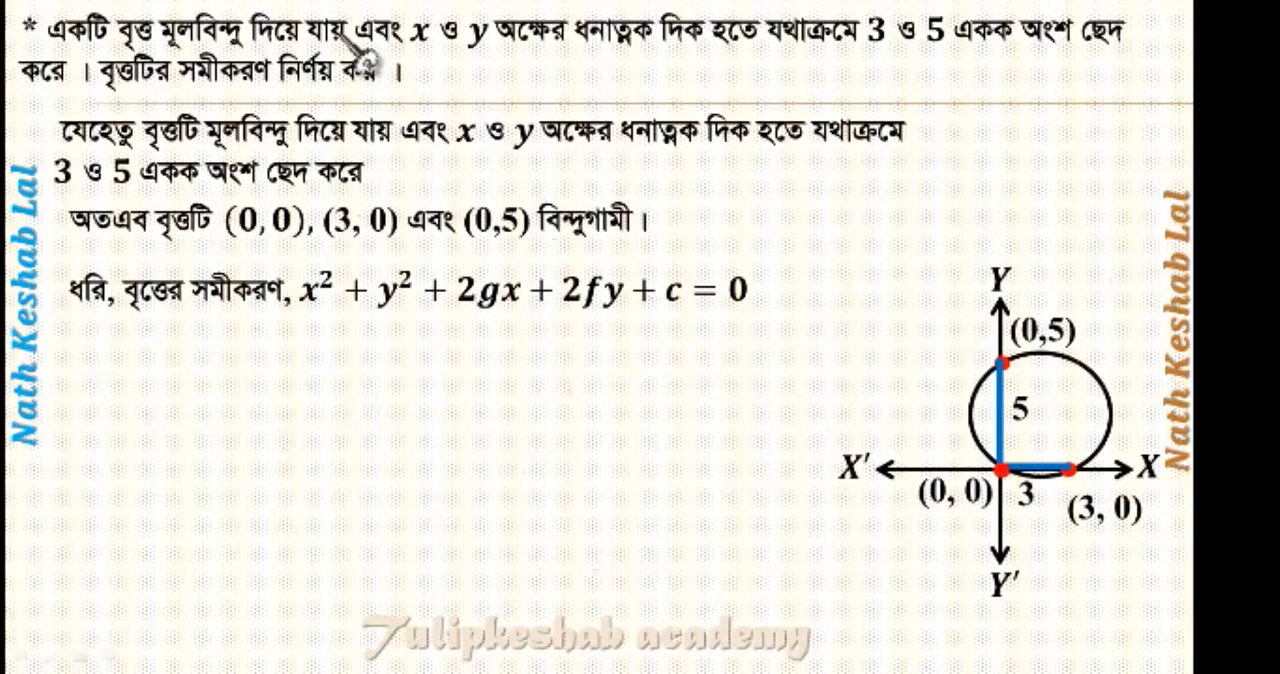 * একটি বৃত্ত মূলবিন্দু দিয়ে যায় এবং x ও y অক্ষের ধনাত্নক দিক হতে যথাক্রমে 3 ও 5 একক অংশ ছেদ
করে । বৃত্তটির সমীকরণ নির্ণয় কর ।
যেহেতু বৃত্তটি মূলবিন্দু দিয়ে যায় এবং x ও y অক্ষের ধনাত্নক দিক হতে যথাক্রমে
3 ও 5 একক অংশ ছেদ করে
অতএব বৃত্তটি (0, 0), (3, 0) এবং (0,5) বিন্দুগামী।
ধরি, বৃত্তের সমীকরণ, x² + y² + 2gx + 2fy + c = 0
Y
(0,5)
5
X′
X
(0, 0)
3
(3, 0)
Y′
Nath Keshab Lal
Nath Keshab Lal
Tulipkeshab academy